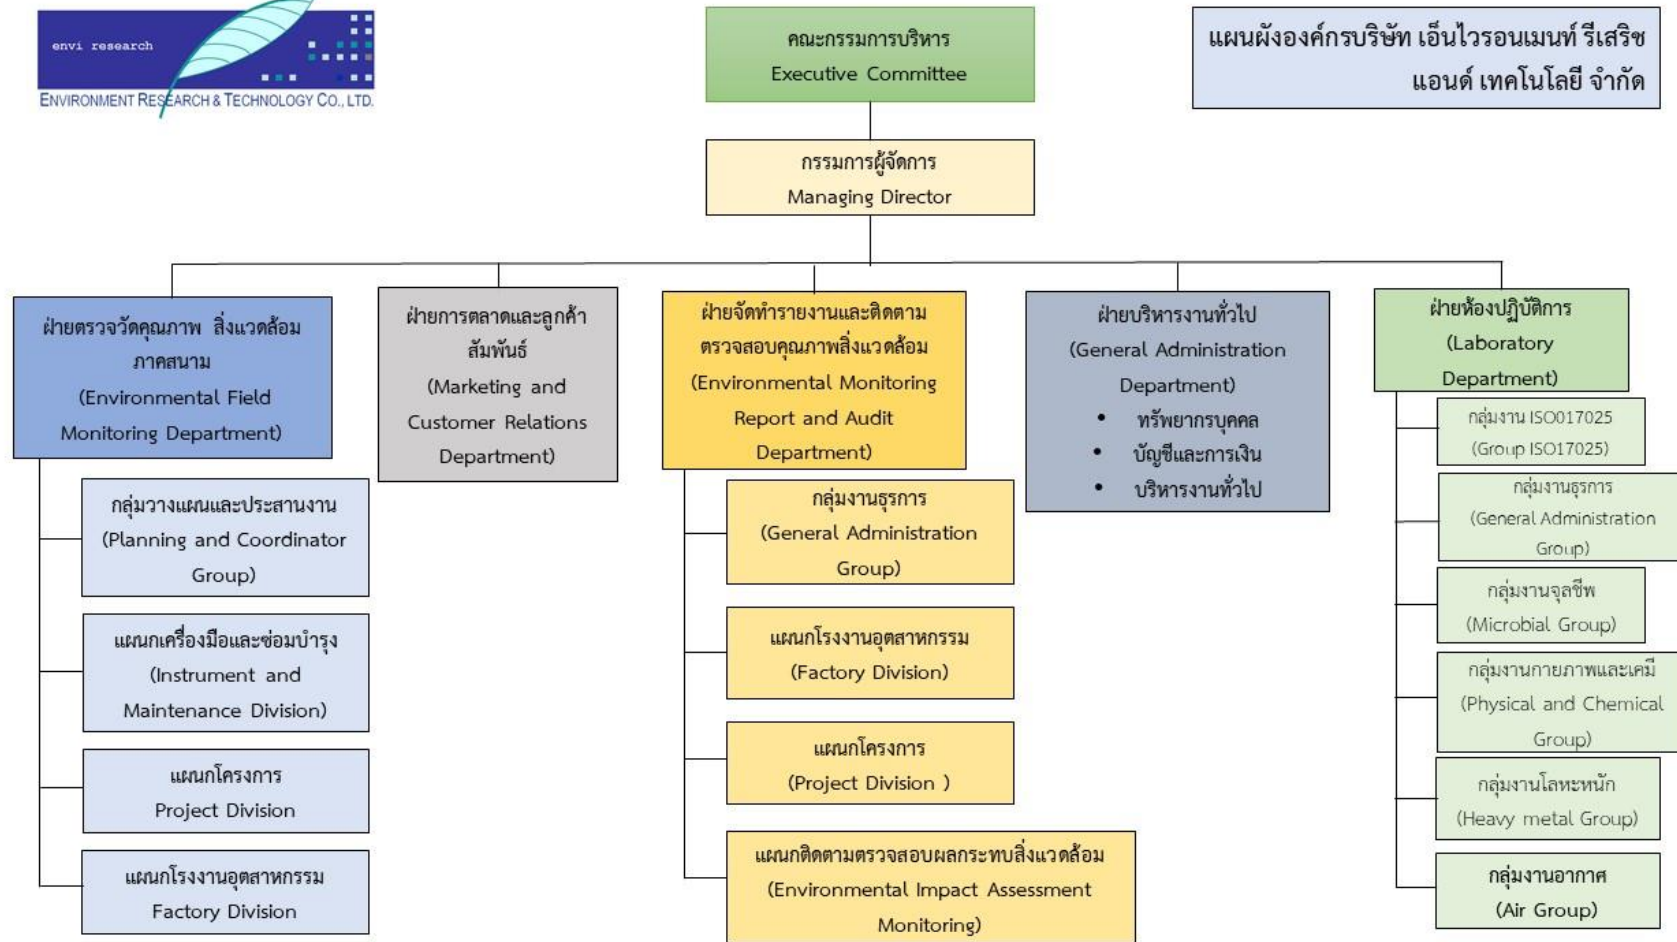 envi research
ENVIRONMENT RESEARCH & TECHNOLOGY CO., LTD.
คณะกรรมการบริหาร
Executive Committee
แผนผังองค์กรบริษัท เอ็นไวรอนเมนท์ รีเสริช
แอนด์ เทคโนโลยี จำกัด
กรรมการผู้จัดการ
Managing Director
ฝ่ายตรวจวัดคุณภาพ สิ่งแวดล้อม
ภาคสนาม
(Environmental Field
Monitoring Department)
กลุ่มวางแผนและประสานงาน
(Planning and Coordinator
Group)
แผนกเครื่องมือและซ่อมบำรุง
(Instrument and
Maintenance Division)
แผนกโครงการ
Project Division
แผนกโรงงานอุตสาหกรรม
Factory Division
ฝ่ายการตลาดและลูกค้า
สัมพันธ์
(Marketing and
Customer Relations
Department)
ฝ่ายจัดทำรายงานและติดตาม
ตรวจสอบคุณภาพสิ่งแวดล้อม
(Environmental Monitoring
Report and Audit
Department)
กลุ่มงานธุรการ
(General Administration
Group)
แผนกโรงงานอุตสาหกรรม
(Factory Division)
แผนกโครงการ
(Project Division )
แผนกติดตามตรวจสอบผลกระทบสิ่งแวดล้อม
(Environmental Impact Assessment
Monitoring)
ฝ่ายบริหารงานทั่วไป
(General Administration
Department)
• ทรัพยากรบุคคล
• บัญชีและการเงิน
• บริหารงานทั่วไป
ฝ่ายห้องปฏิบัติการ
(Laboratory
Department)
กลุ่มงาน ISO017025
(Group ISO17025)
กลุ่มงานธุรการ
(General Administration
Group)
กลุ่มงานจุลชีพ
(Microbial Group)
กลุ่มงานกายภาพและเคมี
(Physical and Chemical
Group)
กลุ่มงานโลหะหนัก
(Heavy metal Group)
กลุ่มงานอากาศ
(Air Group)